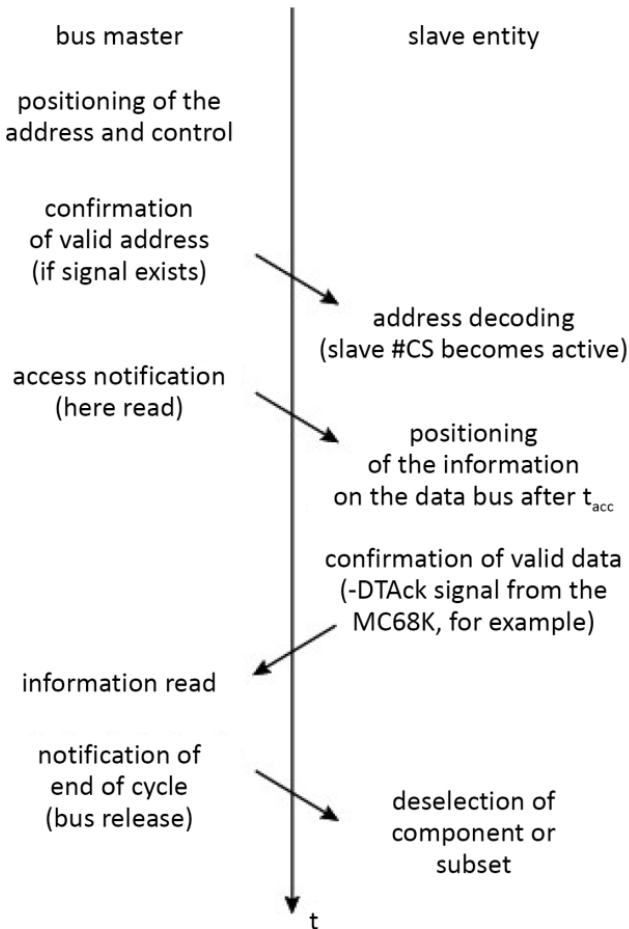 bus master
slave entity
positioning of the
address and control
confirmation
of valid address
(if signal exists)
address decoding
(slave #CS becomes active)
access notification
(here read)
positioning
of the information
on the data bus after tacc
confirmation of valid data
(-DTAck signal from the
MC68K, for example)
information read
notification of
end of cycle
(bus release)
deselection of
component or
subset
t